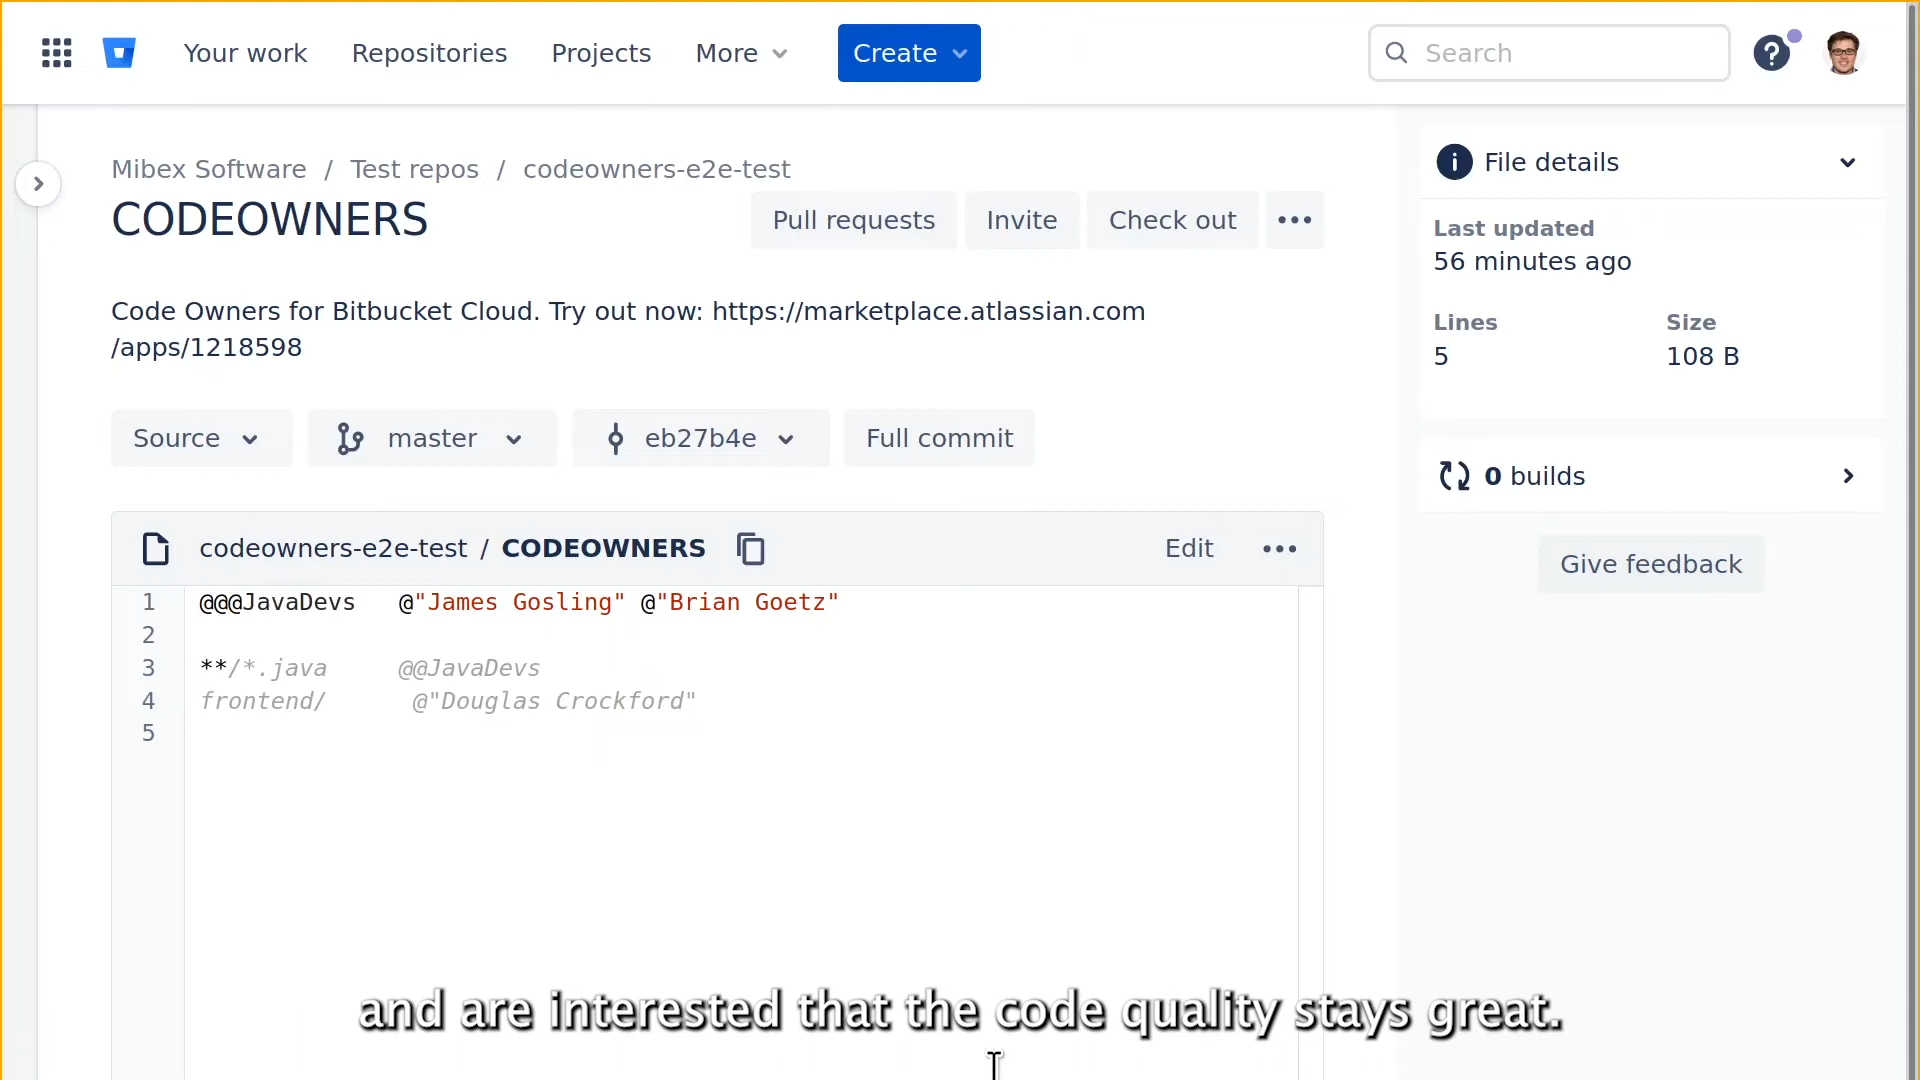 Your work Repositories Projects More Create Search
Mibex Software / Test repos / codeowners-e2e-test
CODEOWNERS
Pull requests Invite Check out
Code Owners for Bitbucket Cloud. Try out now: https://marketplace.atlassian.com
/apps/1218598
Source master eb27b4e Full commit
codeowners-e2e-test / CODEOWNERS Edit
1 @@@JavaDevs @"James Gosling" @"Brian Goetz"
2
3 **/*.java @@JavaDevs
4 frontend/ @"Douglas Crockford"
5
File details
Last updated
56 minutes ago
Lines Size
5 108 B
0 builds
Give feedback
and are interested that the code quality stays great.